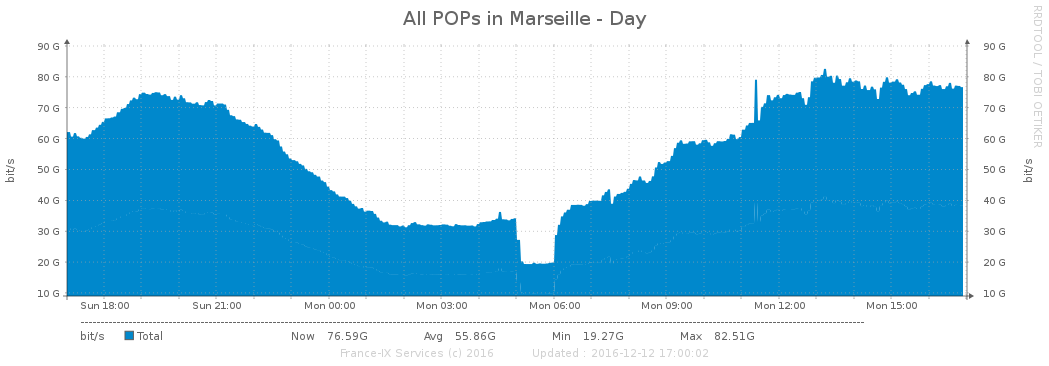 All POPs in Marseille - Day
RRDTOOL / TOBI OETIKER
90 G 90 G
80 G 80 G
70 G 70 G
60 G 60 G
50 G 50 G
40 G 40 G
30 G 30 G
20 G 20 G
10 G 10 G
bit/s bit/s
Sun 18:00 Sun 21:00 Mon 00:00 Mon 03:00 Mon 06:00 Mon 09:00 Mon 12:00 Mon 15:00
bit/s Total Now 76.59G Avg 55.86G Min 19.27G Max 82.51G
France-IX Services (c) 2016 Updated : 2016-12-12 17:00:02